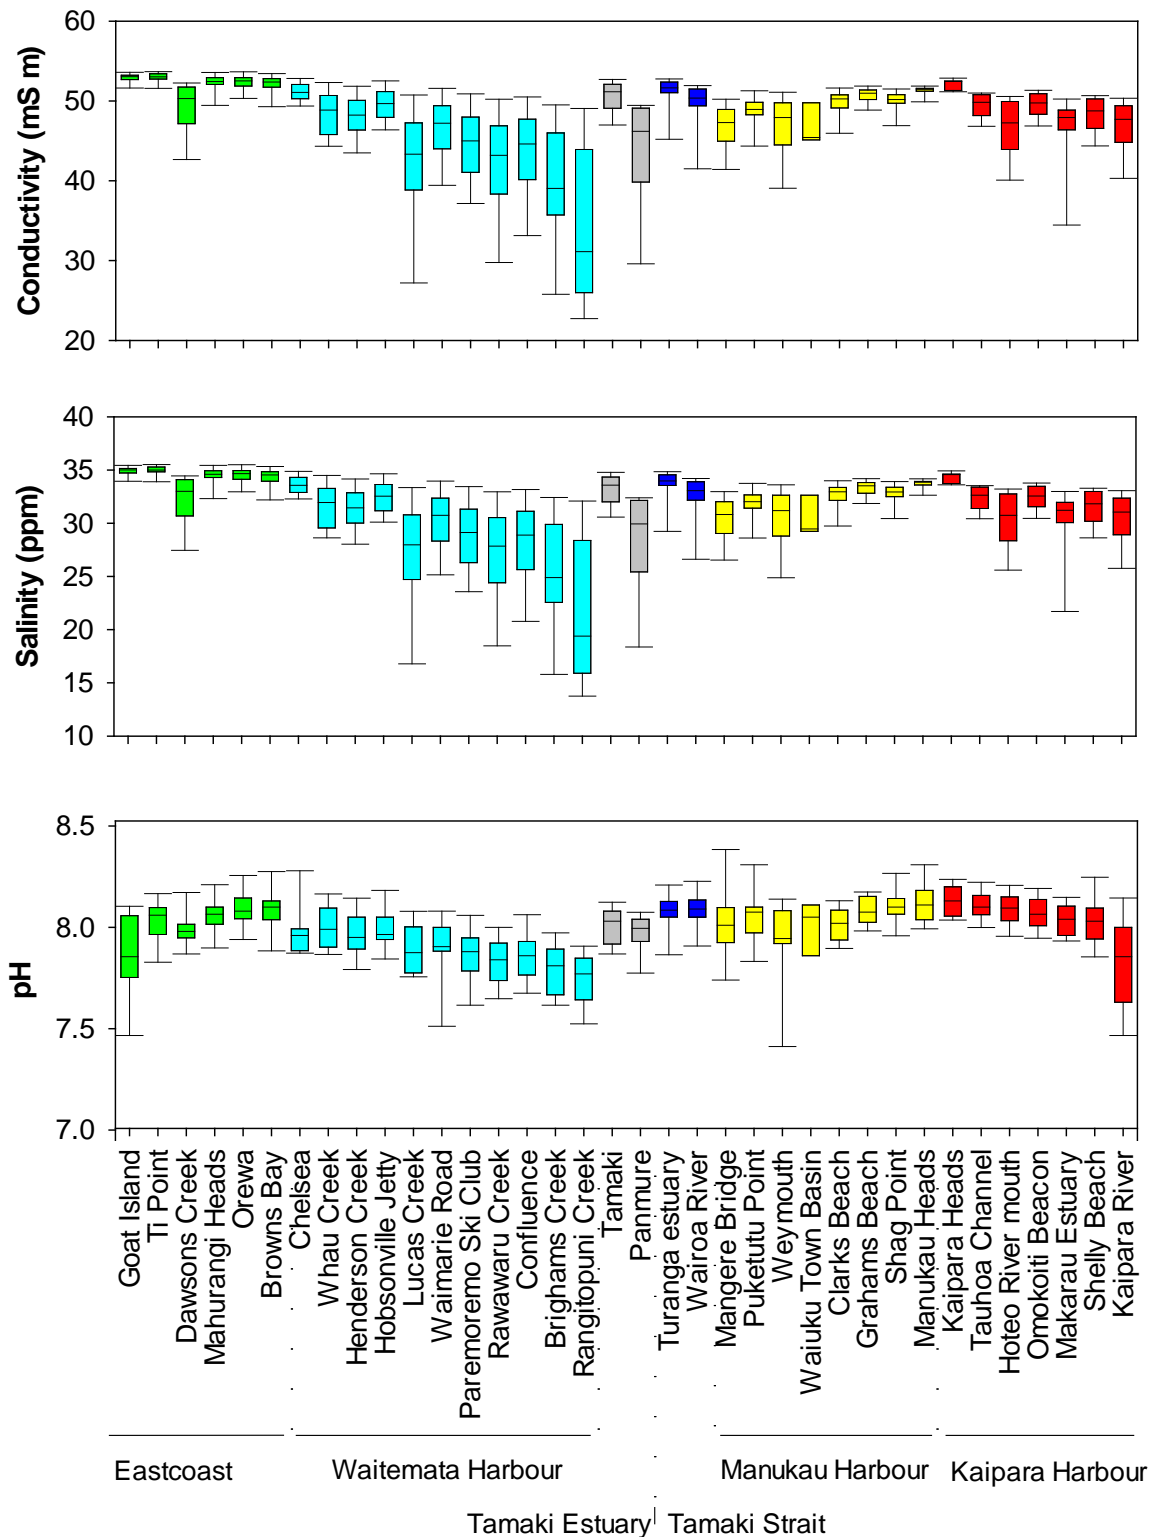 Conductivity (mS m)
60
50
40
30
20
Salinity (ppm)
40
35
30
25
20
15
10
pH
8.5
8.0
7.5
7.0
Goat Island
Ti Point
Dawsons Creek
Mahurangi Heads
Orewa
Browns Bay
Chelsea
Whau Creek
Henderson Creek
Hobsonville Jetty
Lucas Creek
Waimarie Road
Paremoremo Ski Club
Rawawaru Creek
Confluence
Brighams Creek
Rangitopuni Creek
Tamaki
Panmure
Turanga estuary
Wairoa River
Mangere Bridge
Puketutu Point
Weymouth
Waiuku Town Basin
Clarks Beach
Grahams Beach
Shag Point
Manukau Heads
Kaipara Heads
Tauhoa Channel
Hoteo River mouth
Omokoiti Beacon
Makarau Estuary
Shelly Beach
Kaipara River
Eastcoast
Waitemata Harbour
Manukau Harbour
Kaipara Harbour
Tamaki Estuary
Tamaki Strait